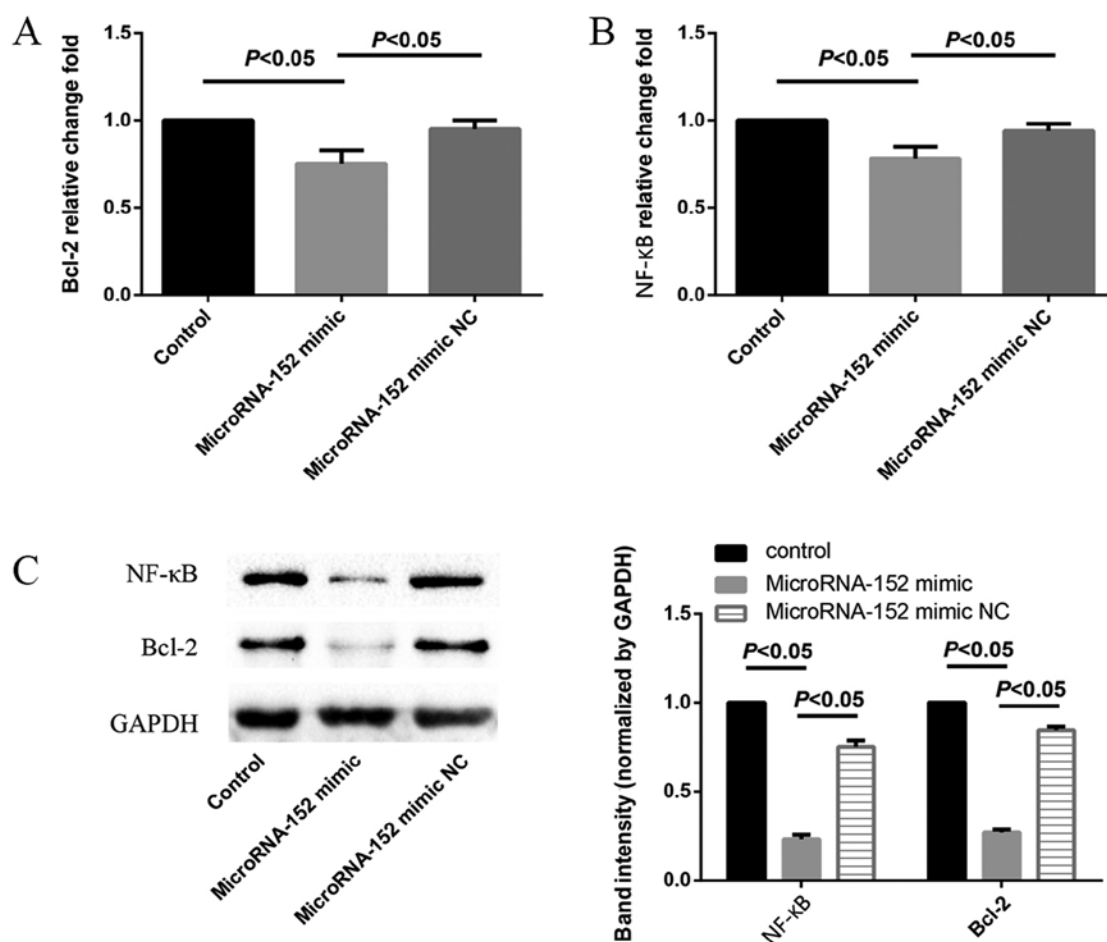 A
Bcl-2 relative change fold
1.5
1.0
0.5
0.0
P<0.05
P<0.05
Control
MicroRNA-152 mimic
MicroRNA-152 mimic NC
B
NF-κB relative change fold
1.5
1.0
0.5
0.0
P<0.05
P<0.05
Control
MicroRNA-152 mimic
MicroRNA-152 mimic NC
C
NF-κB
Bcl-2
GAPDH
Control
MicroRNA-152 mimic
MicroRNA-152 mimic NC
control
MicroRNA-152 mimic
MicroRNA-152 mimic NC
Band intensity (normalized by GAPDH)
1.5
1.0
0.5
0.0
P<0.05
P<0.05
P<0.05
P<0.05
NF-κB
Bcl-2